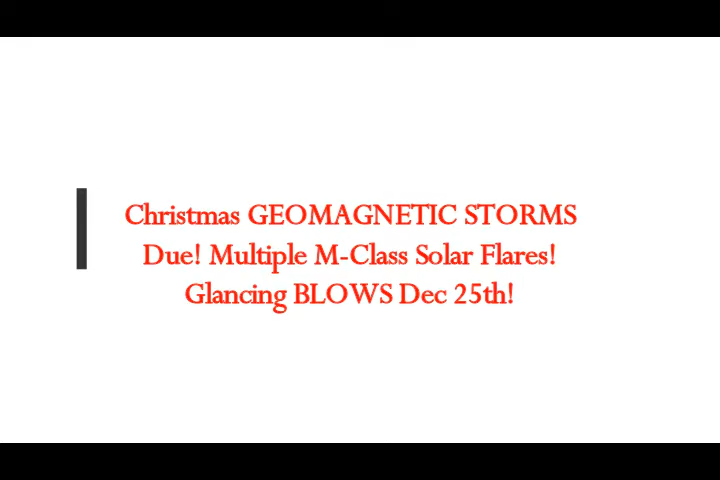 Christmas GEOMAGNETIC STORMS
Due! Multiple M-Class Solar Flares!
Glancing BLOWS Dec 25th!